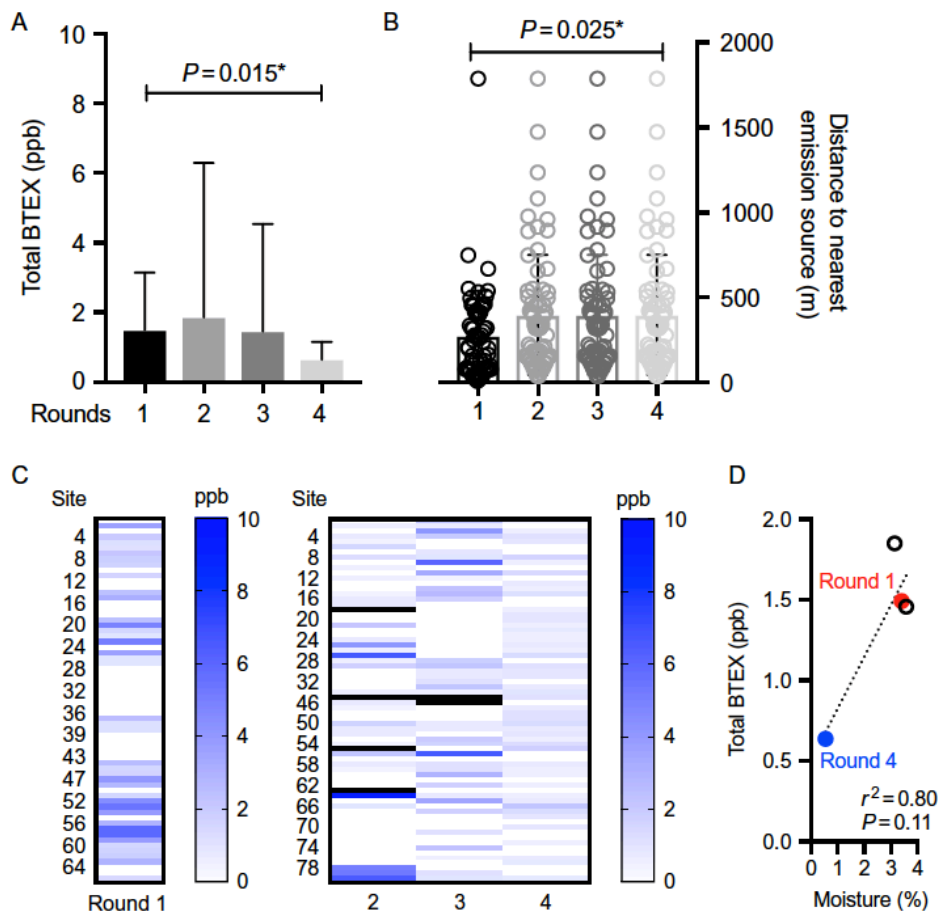 A
10
8
6
4
2
0
Total BTEX (ppb)
P = 0.015*
Rounds 1 2 3 4
B
P = 0.025*
2000
1500
1000
500
0
Distance to nearest
emission source (m)
1 2 3 4
C
Site
4
8
12
16
20
24
28
32
36
39
43
47
52
56
60
64
Round 1
ppb
10
8
6
4
2
0
Site
4
8
12
16
20
24
28
32
46
50
54
58
62
66
70
74
78
2 3 4
ppb
10
8
6
4
2
0
D
2.0
1.5
1.0
0.5
0.0
Total BTEX (ppb)
Round 1
Round 4
r² = 0.80
P = 0.11
0 1 2 3 4
Moisture (%)